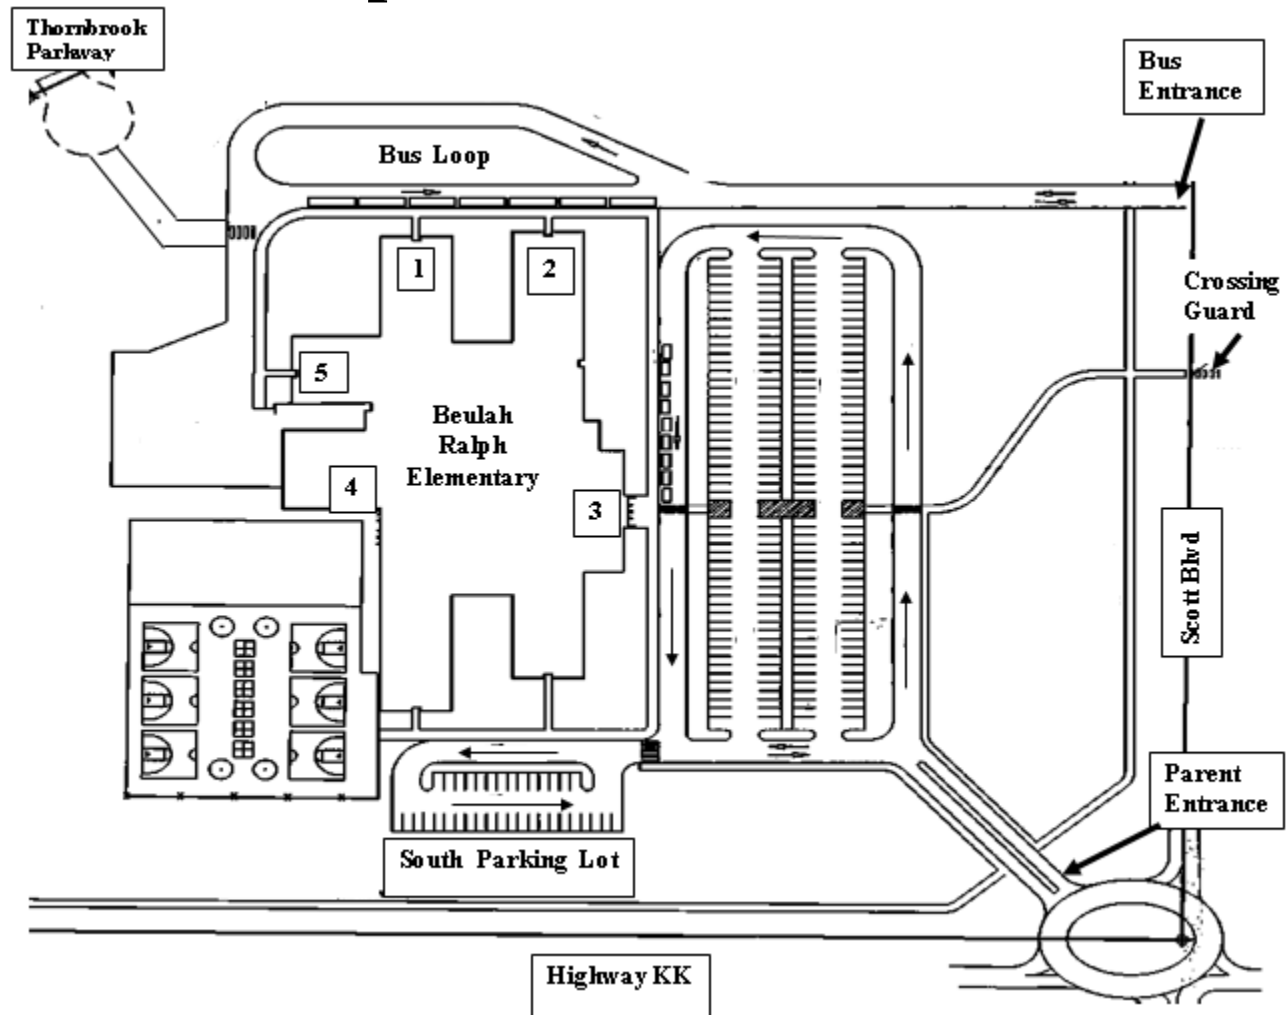 Thornbrook
Parkway
Bus
Entrance
Bus Loop
1
2
Crossing
Guard
5
Beulah
Ralph
Elementary
4
3
Scott Blvd
Parent
Entrance
South Parking Lot
Highway KK